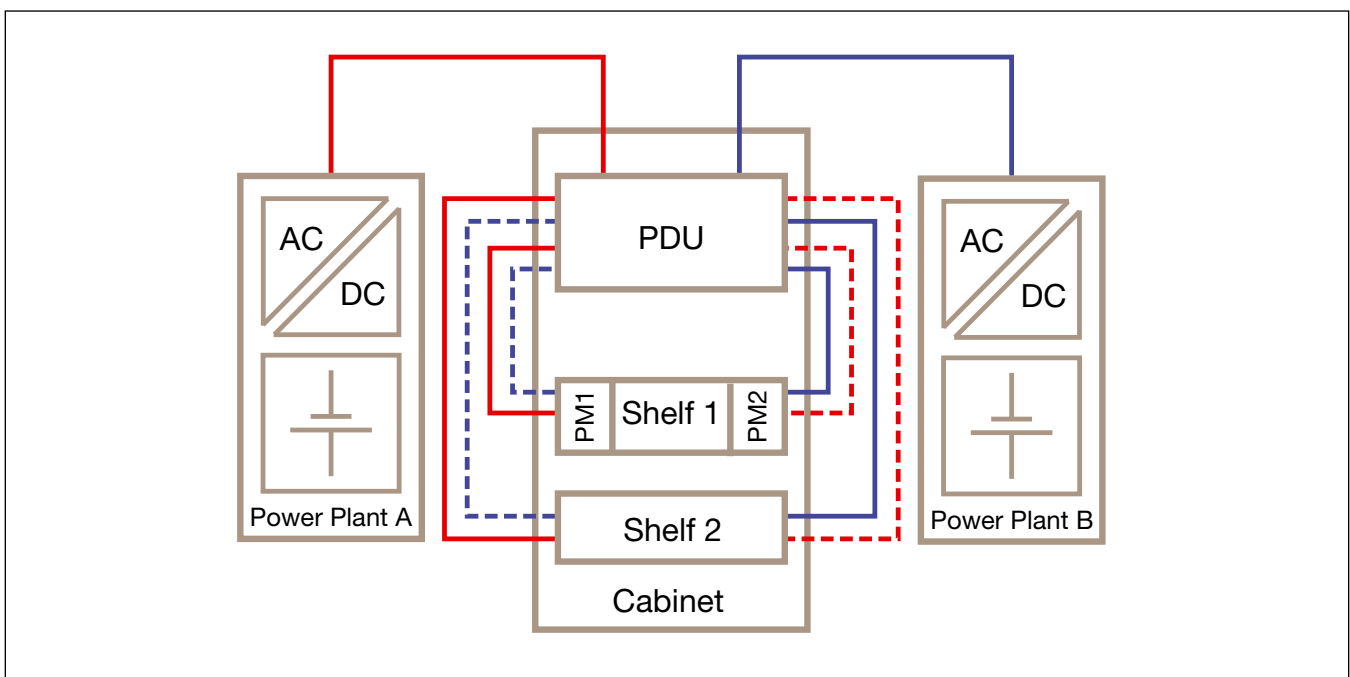 AC
DC
Power Plant A
PDU
PM1
Shelf 1
PM2
Shelf 2
Cabinet
AC
DC
Power Plant B